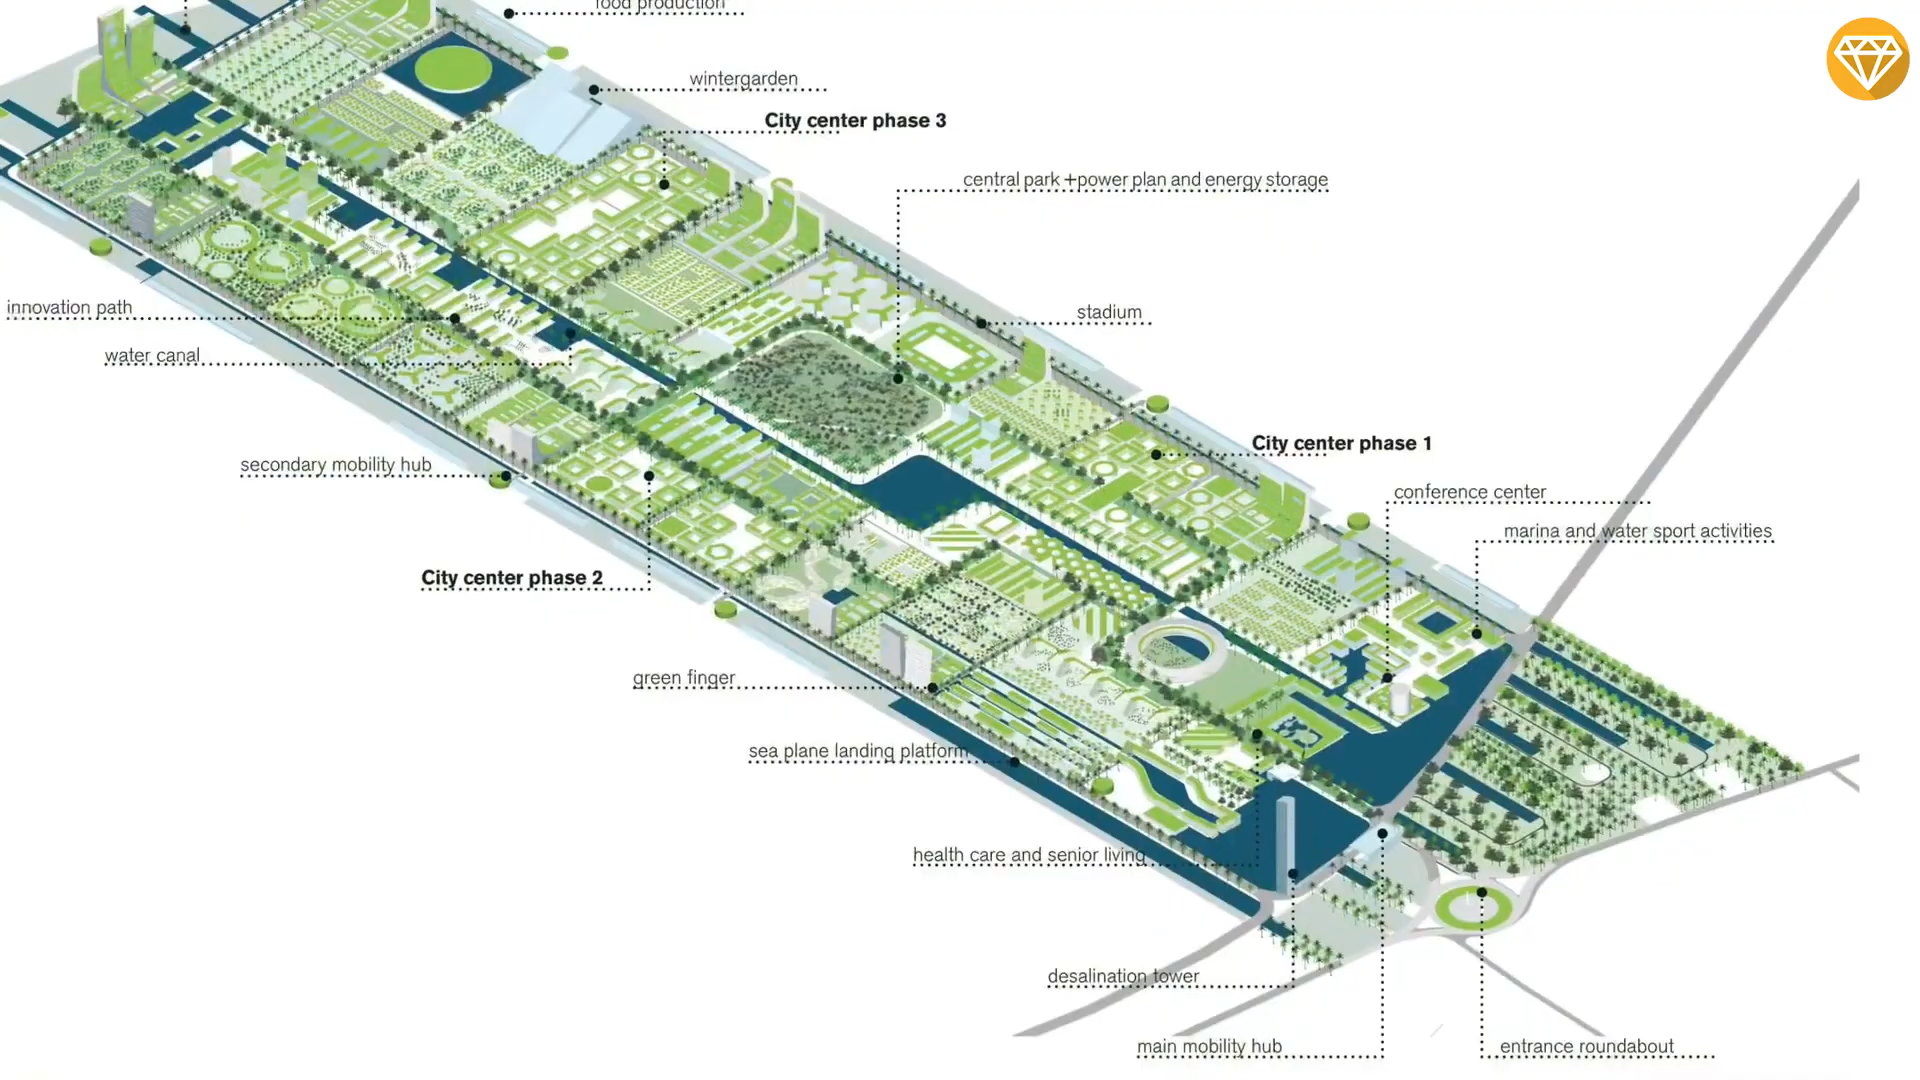 food production
wintergarden
City center phase 3
central park +power plan and energy storage
innovation path
stadium
water canal
City center phase 1
secondary mobility hub
conference center
marina and water sport activities
City center phase 2
green finger
sea plane landing platform
health care and senior living
desalination tower
main mobility hub
entrance roundabout